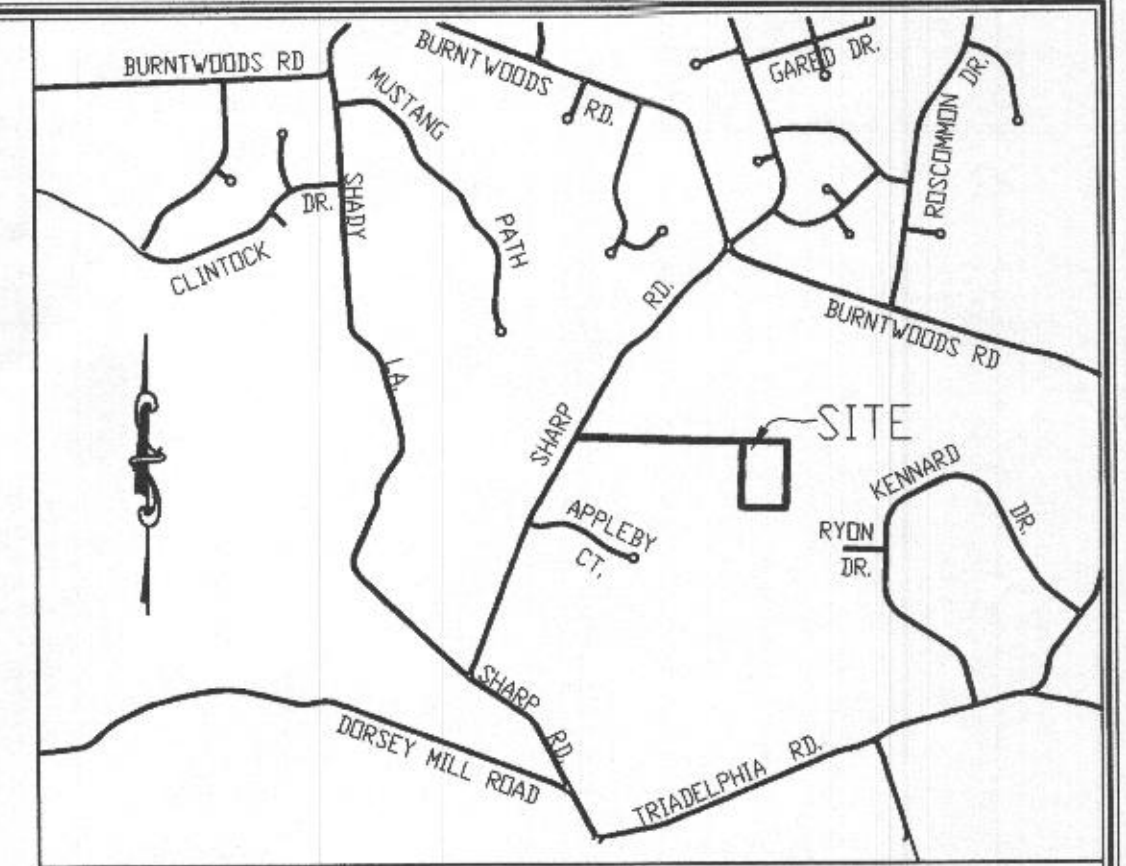 BURNTWOODS RD
BURNTWOODS
RD.
GARED DR.
MUSTANG
PATH
ROSCOMMON
DR.
SHADY
LA.
DR.
CLINTOCK
BURNTWOODS RD
SHARP
RD.
SITE
KENNARD
DR.
APPLEBY
CT.
RYON
DR.
SHARP
RD.
DORSEY MILL ROAD
TRIADELPHIA RD.